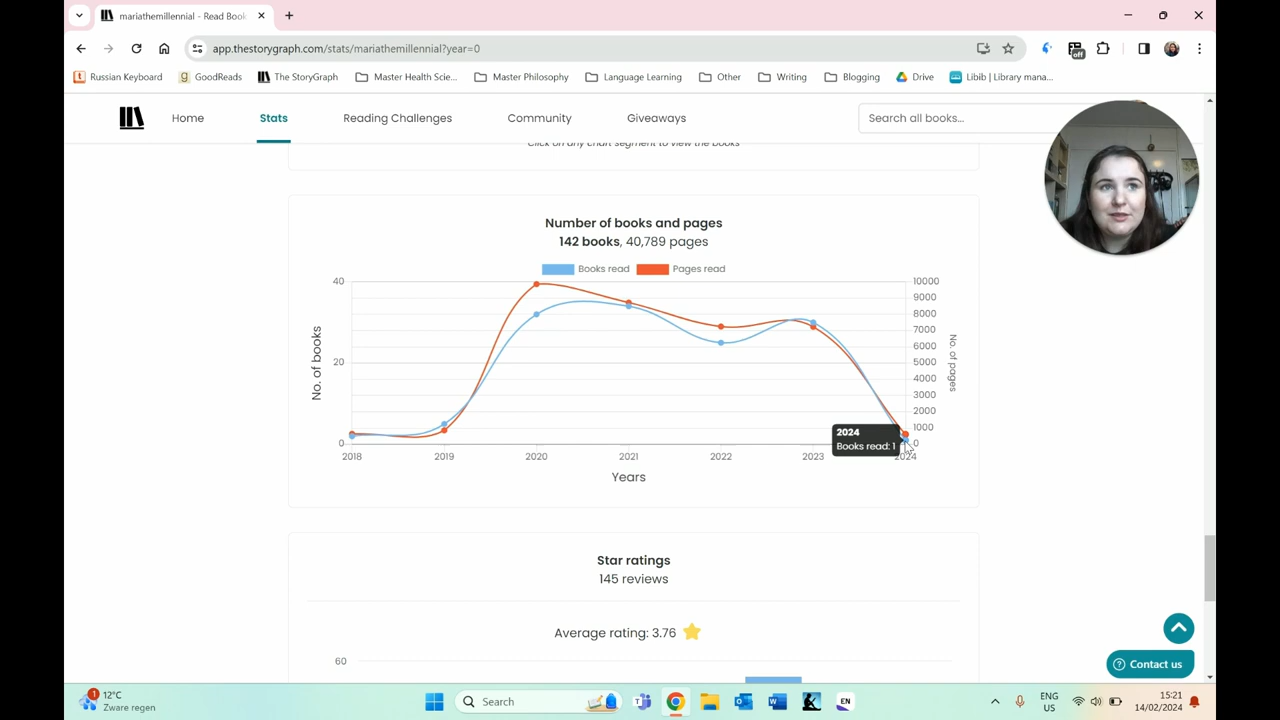 mariathemillennial - Read Book
app.thestorygraph.com/stats/mariathemillennial?year=0
off
t Russian Keyboard
g GoodReads
The StoryGraph
Master Health Scie...
Master Philosophy
Language Learning
Other
Writing
Blogging
Drive
Libib | Library mana...
Home
Stats
Reading Challenges
Community
Giveaways
Search all books...
Click on any chart segment to view the books
Number of books and pages
142 books, 40,789 pages
Books read
Pages read
40
20
0
No. of books
10000
9000
8000
7000
6000
5000
4000
3000
2000
1000
0
No. of pages
2024
Books read: 1
2018
2019
2020
2021
2022
2023
2024
Years
Star ratings
145 reviews
Average rating: 3.76
60
? Contact us
1
12°C
Zware regen
Search
EN
ENG
US
15:21
14/02/2024